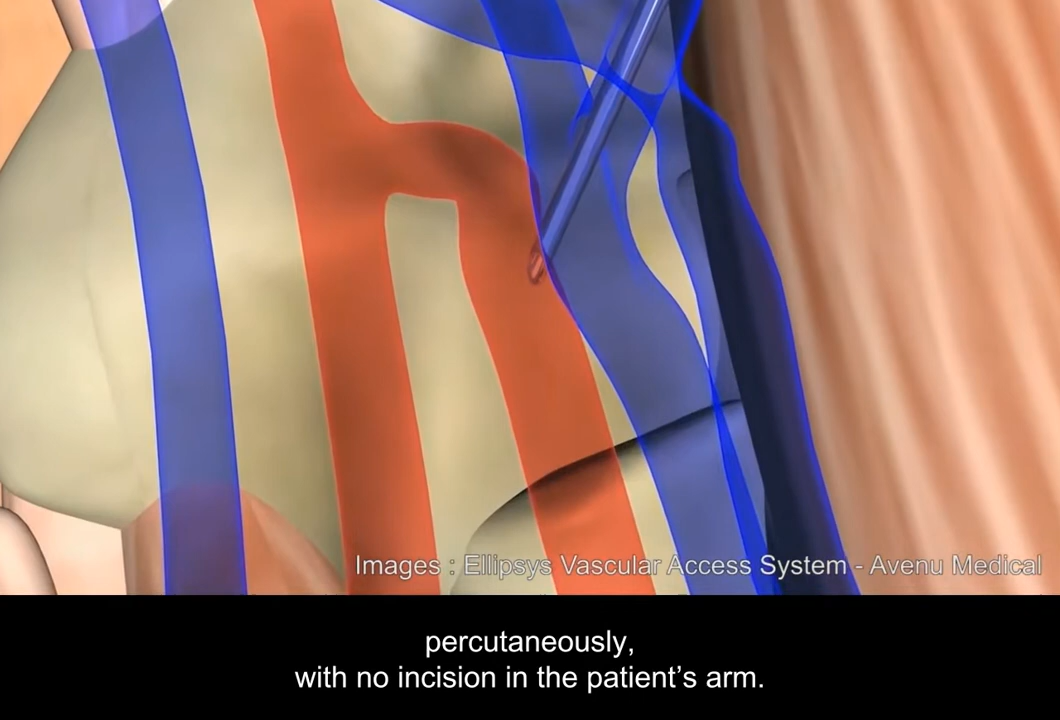 Images : Ellipsys Vascular Access System - Avenu Medical
percutaneously,
with no incision in the patient’s arm.